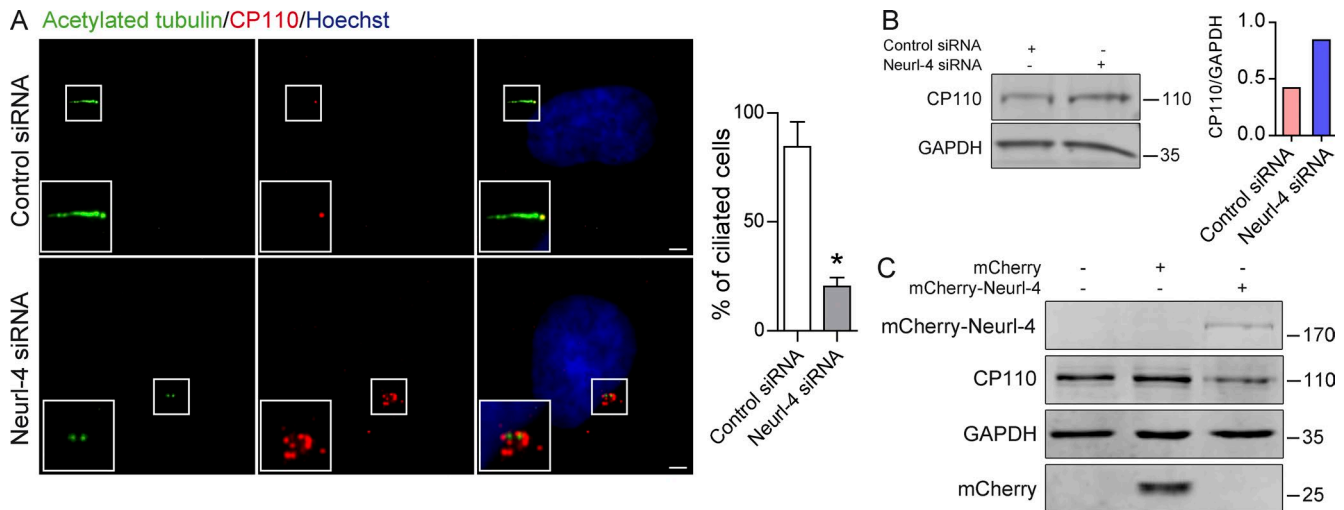 A
Acetylated tubulin/CP110/Hoechst
Control siRNA
Neurl-4 siRNA
% of ciliated cells
100
50
0
*
Control siRNA
Neurl-4 siRNA
B
Control siRNA + -
Neurl-4 siRNA - +
CP110 –110
GAPDH –35
CP110/GAPDH
1.0
0.5
0.0
Control siRNA
Neurl-4 siRNA
C
mCherry - + -
mCherry-Neurl-4 - - +
mCherry-Neurl-4 –170
CP110 –110
GAPDH –35
mCherry –25